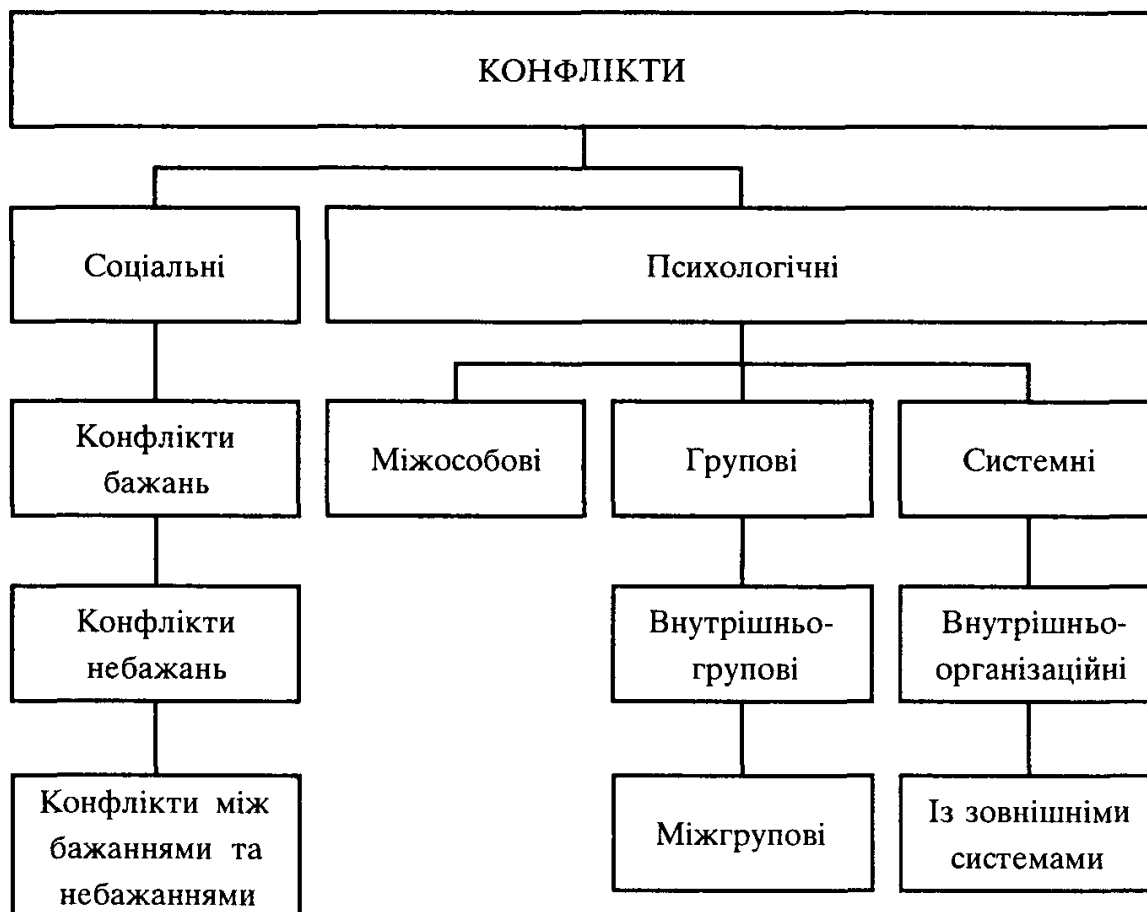 КОНФЛІКТИ
Соціальні
Психологічні
Конфлікти
бажань
Міжособові
Групові
Системні
Конфлікти
небажань
Внутрішньо-
групові
Внутрішньо-
організаційні
Конфлікти між
бажаннями та
небажаннями
Міжгрупові
Із зовнішніми
системами